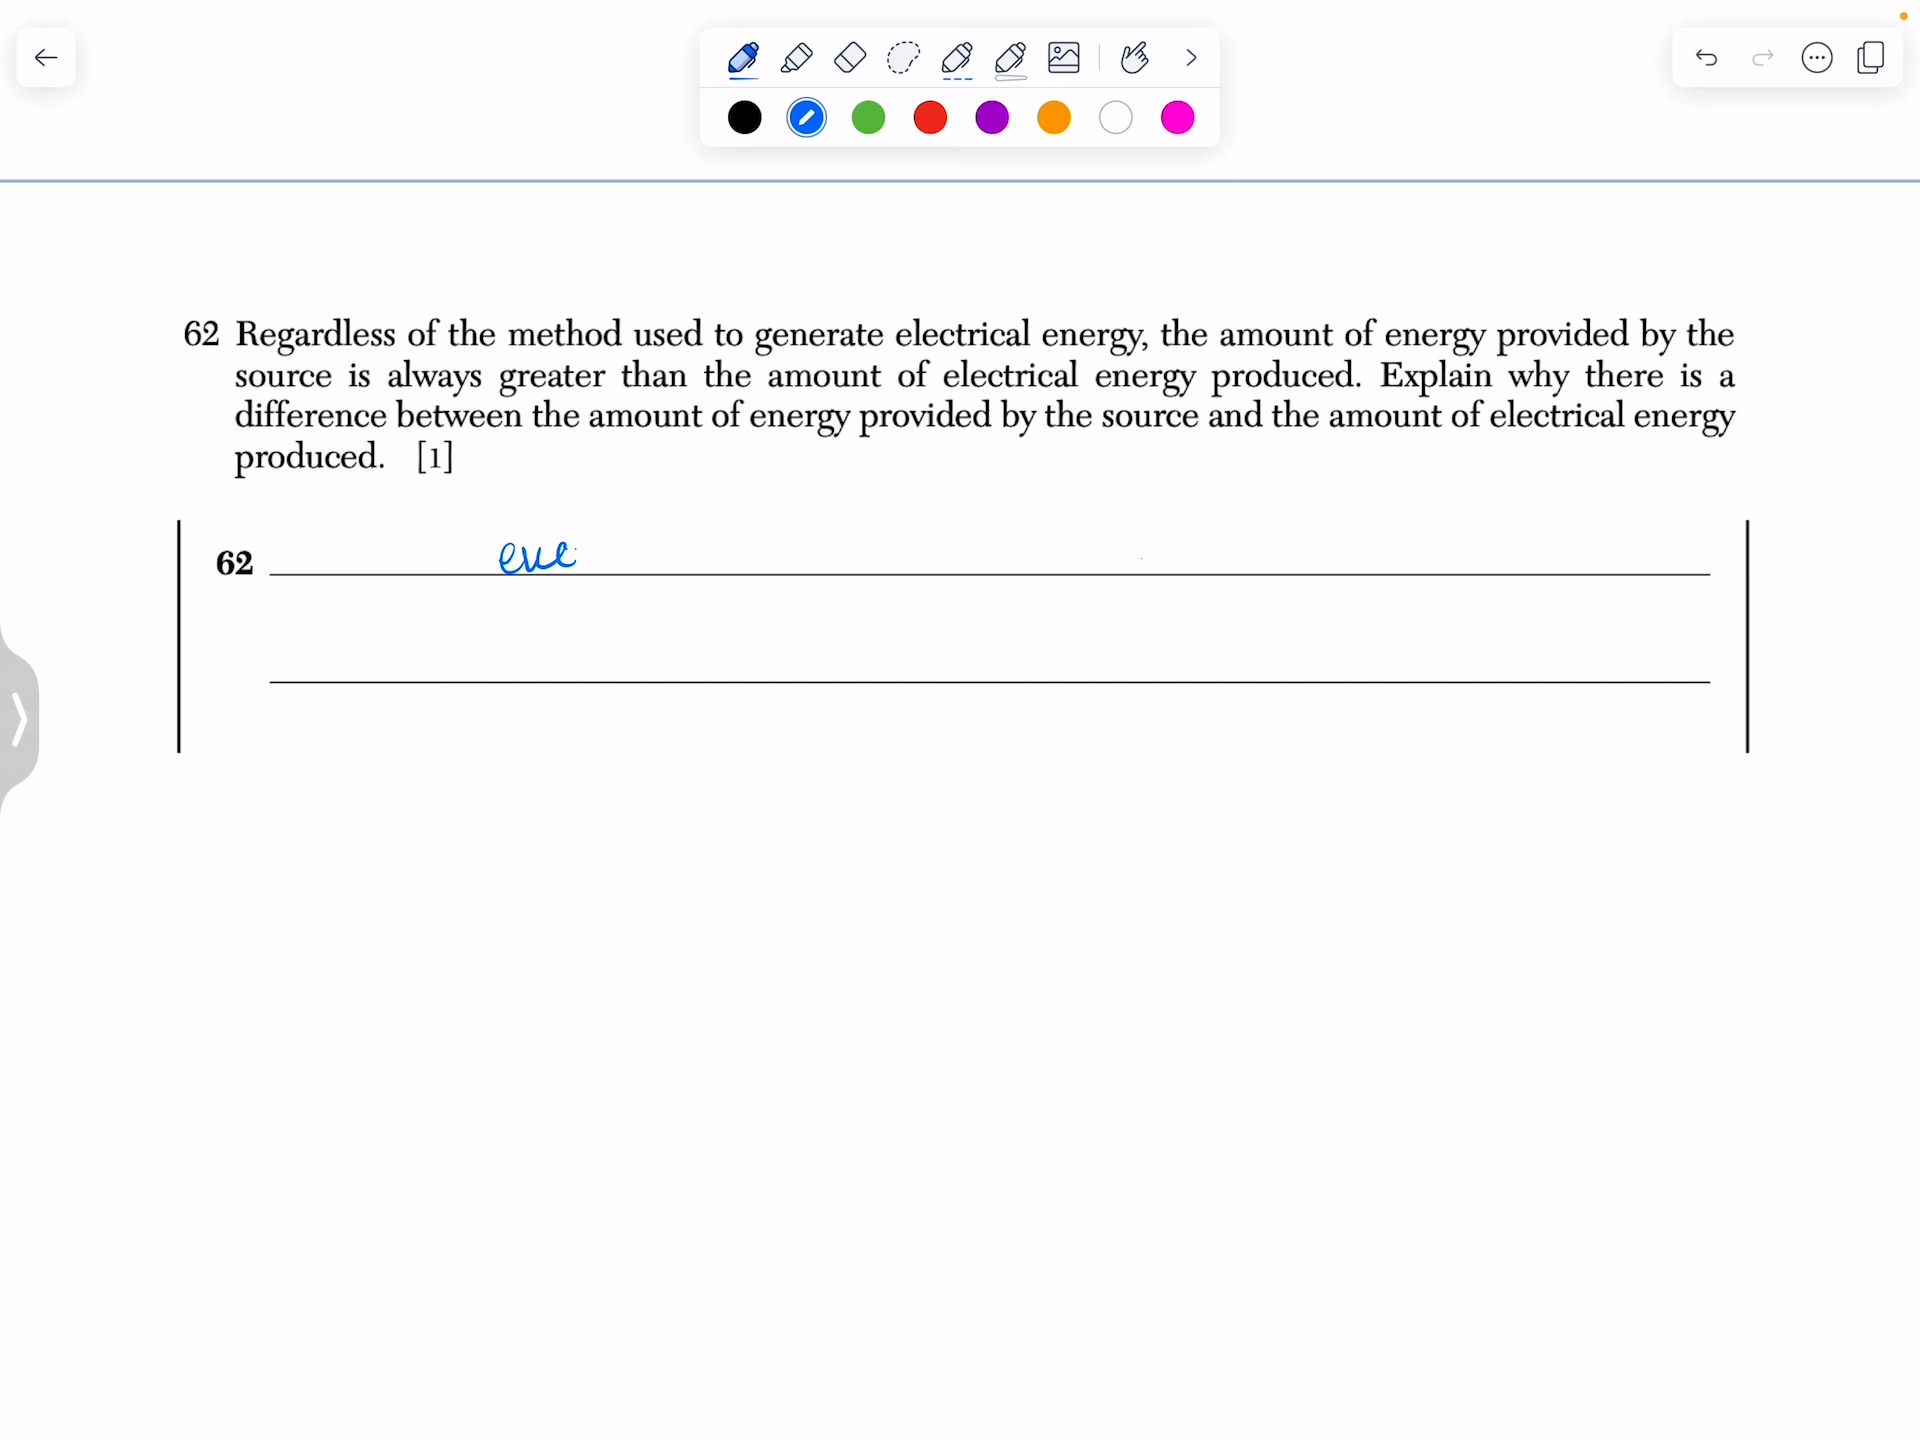 62 Regardless of the method used to generate electrical energy, the amount of energy provided by the
source is always greater than the amount of electrical energy produced. Explain why there is a
difference between the amount of energy provided by the source and the amount of electrical energy
produced. [1]
62